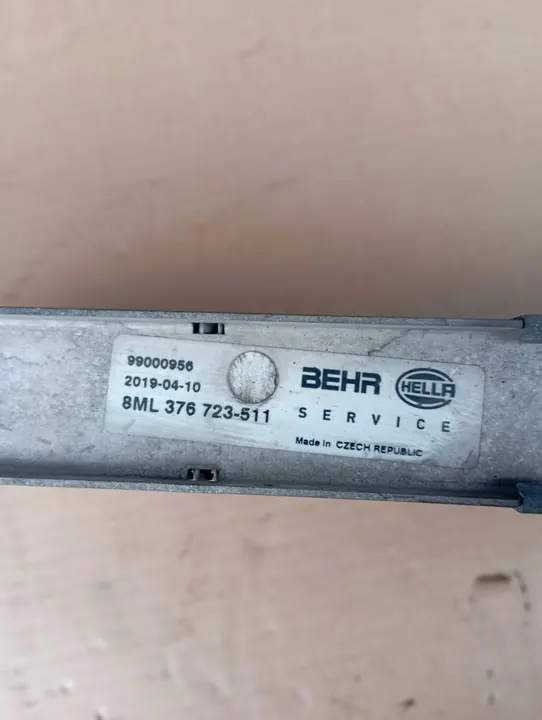 99000956
2019-04-10
8ML 376 723-511
BEHR HELLA
SERVICE
Made in CZECH REPUBLIC